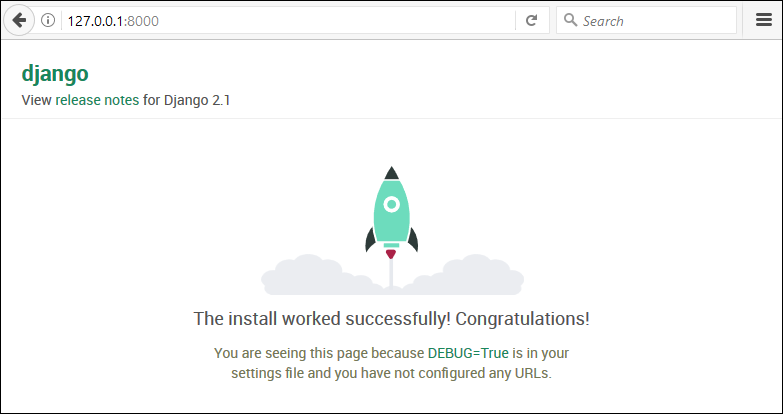 127.0.0.1:8000
Search
django
View release notes for Django 2.1
The install worked successfully! Congratulations!
You are seeing this page because DEBUG=True is in your
settings file and you have not configured any URLs.